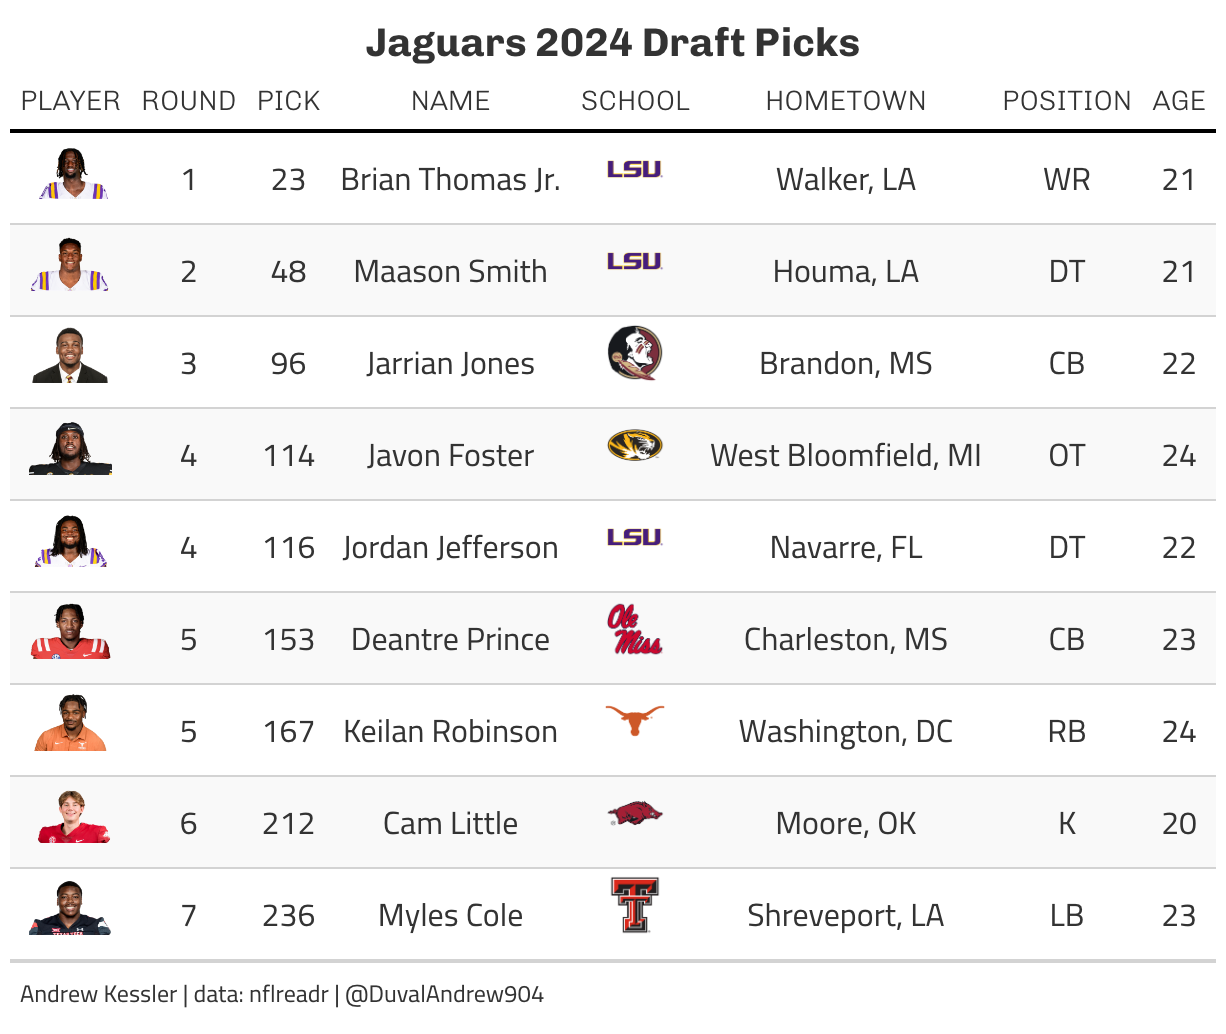 Jaguars 2024 Draft Picks
PLAYER ROUND PICK NAME SCHOOL HOMETOWN POSITION AGE
1 23 Brian Thomas Jr. LSU Walker, LA WR 21
2 48 Maason Smith LSU Houma, LA DT 21
3 96 Jarrian Jones Brandon, MS CB 22
4 114 Javon Foster West Bloomfield, MI OT 24
4 116 Jordan Jefferson LSU Navarre, FL DT 22
5 153 Deantre Prince Ole Miss Charleston, MS CB 23
5 167 Keilan Robinson Washington, DC RB 24
6 212 Cam Little Moore, OK K 20
7 236 Myles Cole T Shreveport, LA LB 23
Andrew Kessler | data: nflreadr | @DuvalAndrew904